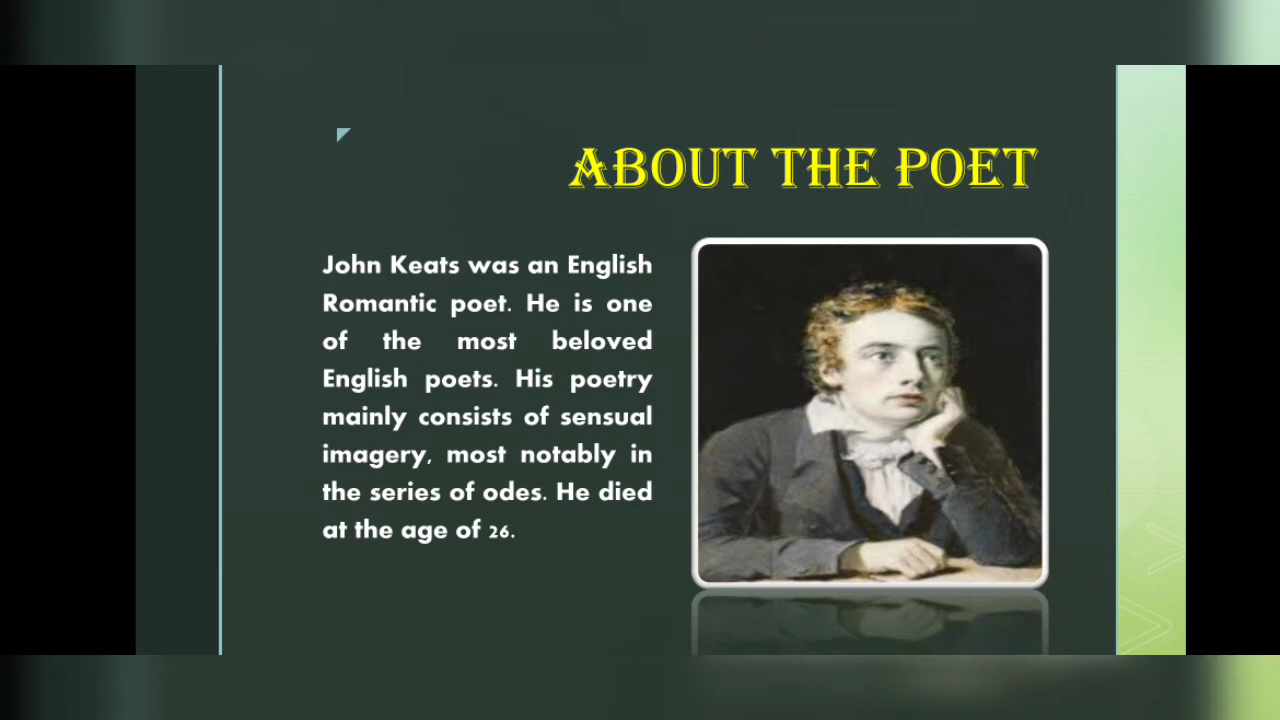 ABOUT THE POET
John Keats was an English
Romantic poet. He is one
of the most beloved
English poets. His poetry
mainly consists of sensual
imagery, most notably in
the series of odes. He died
at the age of 26.